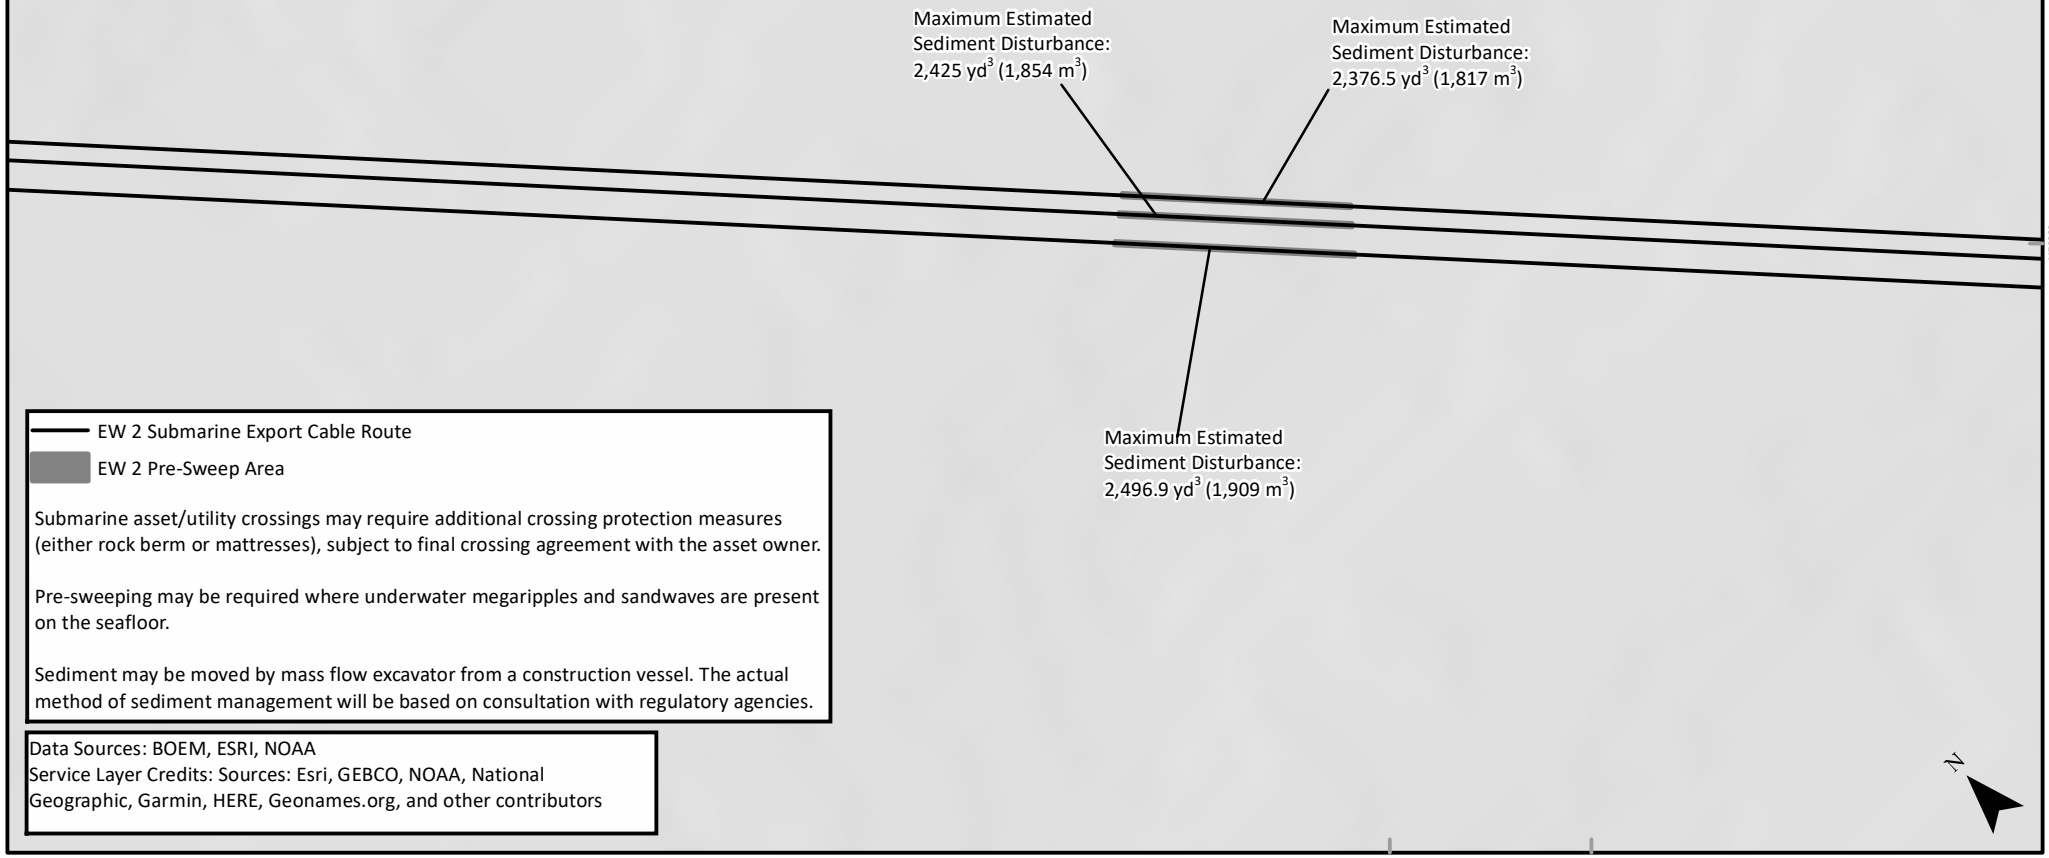 Maximum Estimated
Sediment Disturbance:
2,425 yd³ (1,854 m³)
Maximum Estimated
Sediment Disturbance:
2,376.5 yd³ (1,817 m³)
Maximum Estimated
Sediment Disturbance:
2,496.9 yd³ (1,909 m³)
EW 2 Submarine Export Cable Route
EW 2 Pre-Sweep Area
Submarine asset/utility crossings may require additional crossing protection measures
(either rock berm or mattresses), subject to final crossing agreement with the asset owner.
Pre-sweeping may be required where underwater megaripples and sandwaves are present
on the seafloor.
Sediment may be moved by mass flow excavator from a construction vessel. The actual
method of sediment management will be based on consultation with regulatory agencies.
Data Sources: BOEM, ESRI, NOAA
Service Layer Credits: Sources: Esri, GEBCO, NOAA, National
Geographic, Garmin, HERE, Geonames.org, and other contributors
N